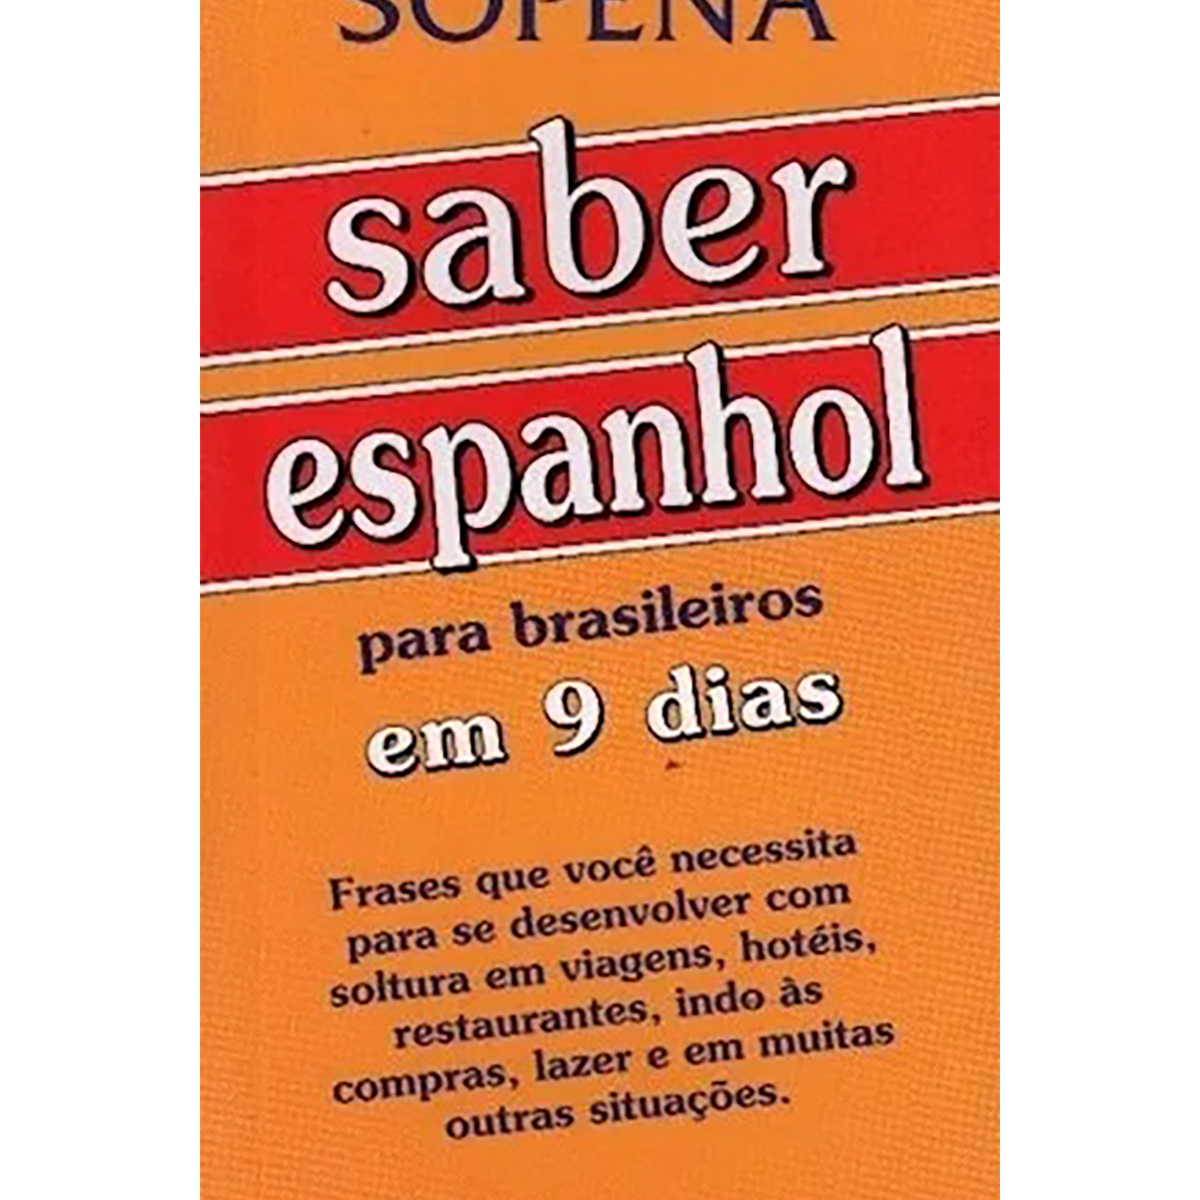 SOPENA
saber
espanhol
para brasileiros
em 9 dias
Frases que você necessita
para se desenvolver com
soltura em viagens, hotéis,
restaurantes, indo às
compras, lazer e em muitas
outras situações.